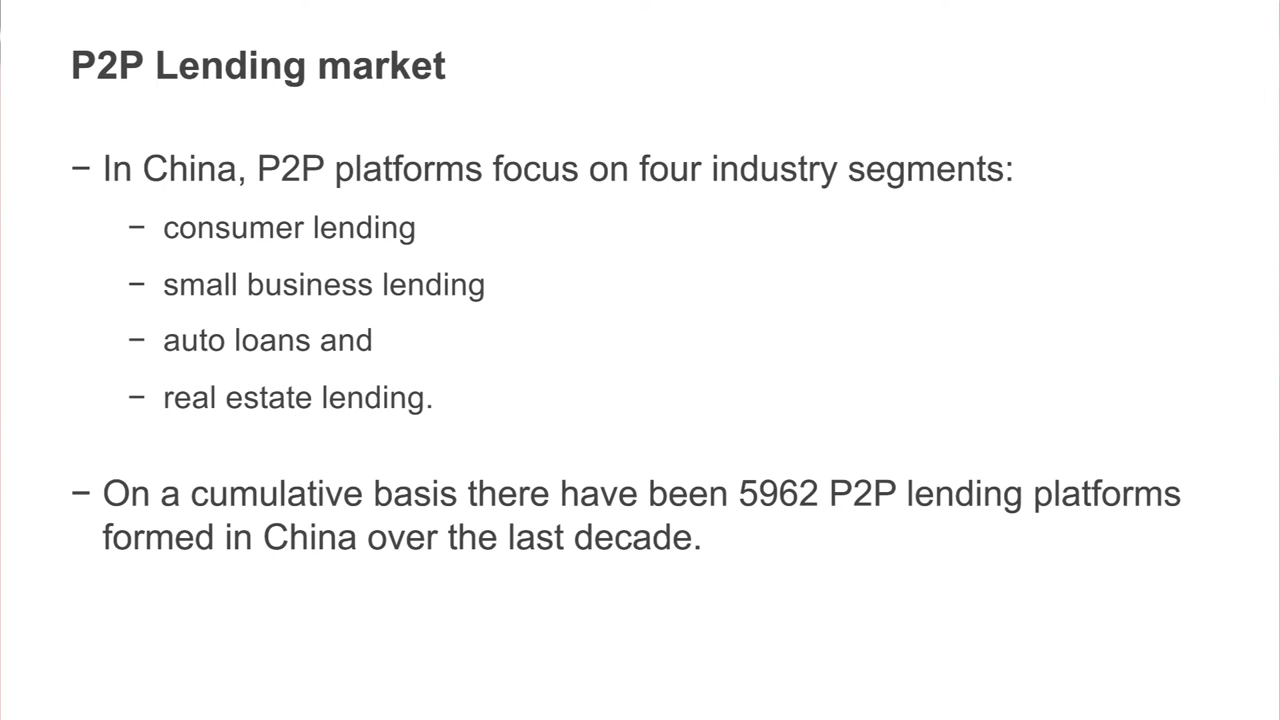 P2P Lending market
− In China, P2P platforms focus on four industry segments:
− consumer lending
− small business lending
− auto loans and
− real estate lending.
− On a cumulative basis there have been 5962 P2P lending platforms
formed in China over the last decade.